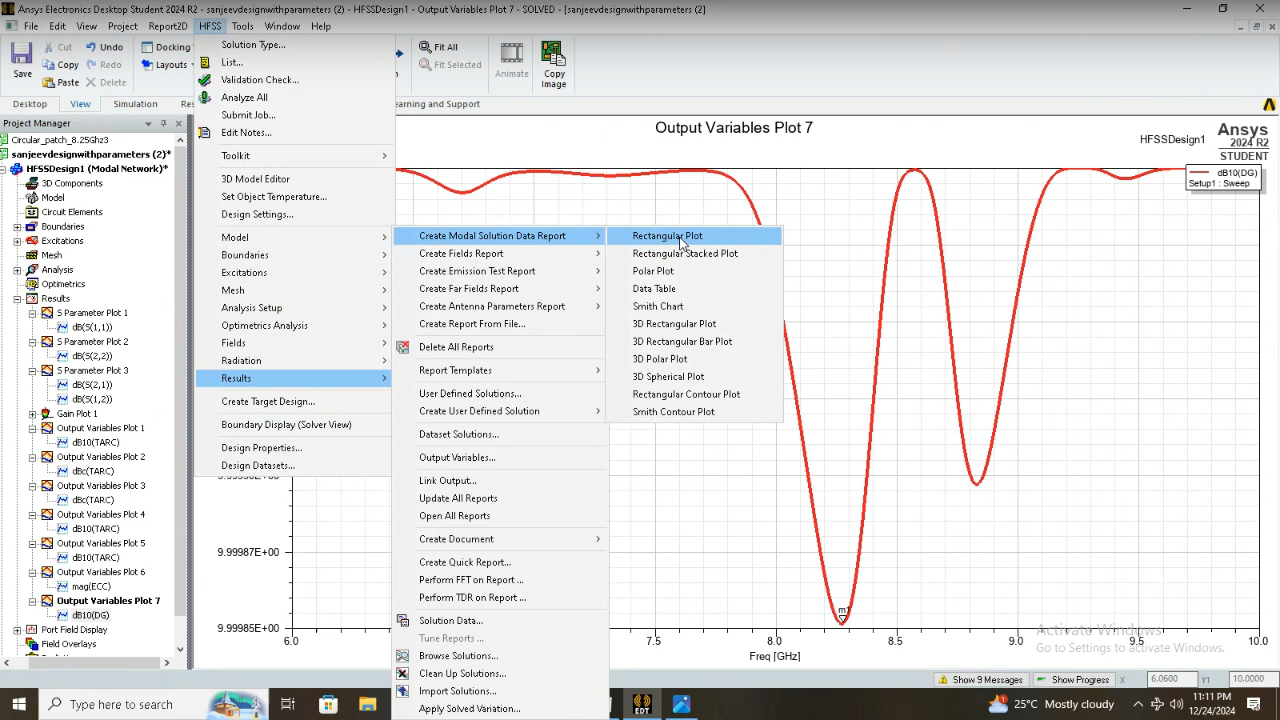 Ansys Electronics Desktop Student 2024 R2 - sanjeevdesignwithparameters (2) - HFSSDesign1 - Output Variables Plot 7 - SOLVED - [sanjeevdesignwithparameters (2)]
File Edit View Project Report2D HFSS Tools Window Help
Save
Cut
Copy
Paste
Undo
Redo
Delete
Docking
Layouts
Fit All
Fit Selected
Animate
Copy
Image
Desktop View Simulation Res
earning and Support
Project Manager
Circular_patch_8.25Ghz3
sanjeevdesignwithparameters (2)*
HFSSDesign1 (Modal Network)*
3D Components
Model
Circuit Elements
Boundaries
Excitations
Mesh
Analysis
Optimetrics
Results
S Parameter Plot 1
dB(S(1,1))
S Parameter Plot 2
dB(S(2,2))
S Parameter Plot 3
dB(S(2,1))
dB(S(1,2))
Gain Plot 1
Output Variables Plot 1
dB10(TARC)
Output Variables Plot 2
dBc(TARC)
Output Variables Plot 3
dBc(TARC)
Output Variables Plot 4
dB10(TARC)
Output Variables Plot 5
dB10(TARC)
Output Variables Plot 6
mag(ECC)
Output Variables Plot 7
dB10(DG)
Port Field Display
Field Overlays
Solution Type...
List...
Validation Check...
Analyze All
Submit Job...
Edit Notes...
Toolkit
3D Model Editor
Set Object Temperature...
Design Settings...
Model
Boundaries
Excitations
Mesh
Analysis Setup
Optimetrics Analysis
Fields
Radiation
Results
Create Target Design...
Boundary Display (Solver View)
Design Properties...
Design Datasets...
Create Modal Solution Data Report
Create Fields Report
Create Emission Test Report
Create Far Fields Report
Create Antenna Parameters Report
Create Report From File...
Delete All Reports
Report Templates
User Defined Solutions...
Create User Defined Solution
Dataset Solutions...
Output Variables...
Link Output...
Update All Reports
Open All Reports
Create Document
Create Quick Report...
Perform FFT on Report ...
Perform TDR on Report ...
Solution Data...
Tune Reports ...
Browse Solutions...
Clean Up Solutions...
Import Solutions...
Apply Solved Variation...
Rectangular Plot
Rectangular Stacked Plot
Polar Plot
Data Table
Smith Chart
3D Rectangular Plot
3D Rectangular Bar Plot
3D Polar Plot
3D Spherical Plot
Rectangular Contour Plot
Smith Contour Plot
Output Variables Plot 7
HFSSDesign1
Ansys
2024 R2
STUDENT
dB10(DG)
Setup1 : Sweep
9.99987E+00
9.99985E+00
m1
6.0 7.5 8.0 8.5 9.0 9.5 10.0
Freq [GHz]
Activate Windows
Go to Settings to activate Windows.
Show 9 Messages Show Progress X 6.0600 Y1 10.0000
Type here to search
EDT
25°C Mostly cloudy
11:11 PM
12/24/2024